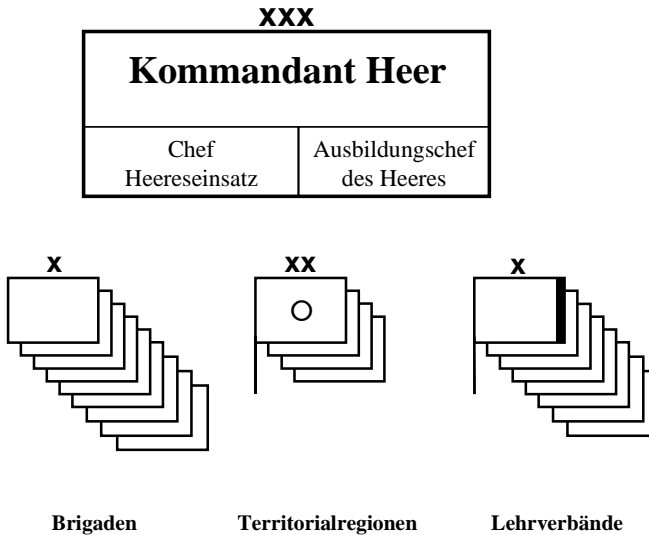 XXX
Kommandant Heer
Chef
Heereseinsatz
Ausbildungschef
des Heeres
X
XX
X
Brigaden
Territorialregionen
Lehrverbände